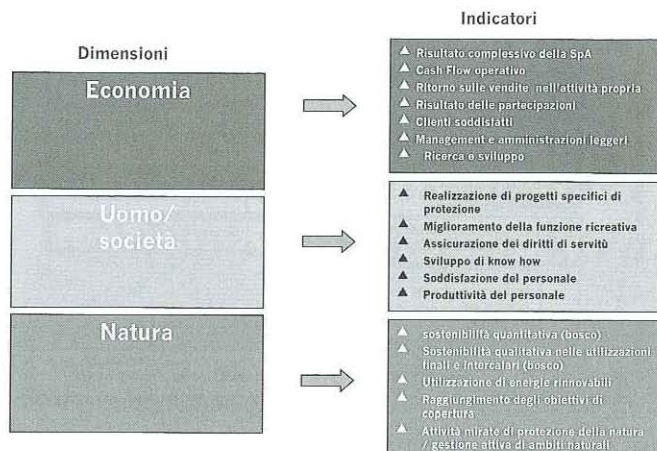 Indicatori
Dimensioni
Economia
Risultato complessivo della SpA
Cash Flow operativo
Ritorno sulle vendite nell'attività propria
Risultato delle partecipazioni
Clienti soddisfatti
Management e amministrazioni leggeri
Ricerca e sviluppo
Uomo/
società
Realizzazione di progetti specifici di
protezione
Miglioramento della funzione ricreativa
Assicurazione dei diritti di servitù
Sviluppo di know how
Soddisfazione del personale
Produttività del personale
Natura
sostenibilità quantitativa (bosco)
Sostenibilità qualitativa nelle utilizzazioni
finali e intercalari (bosco)
Utilizzazione di energie rinnovabili
Raggiungimento degli obiettivi di
copertura
Attività mirate di protezione della natura
/ gestione attiva di ambiti naturali